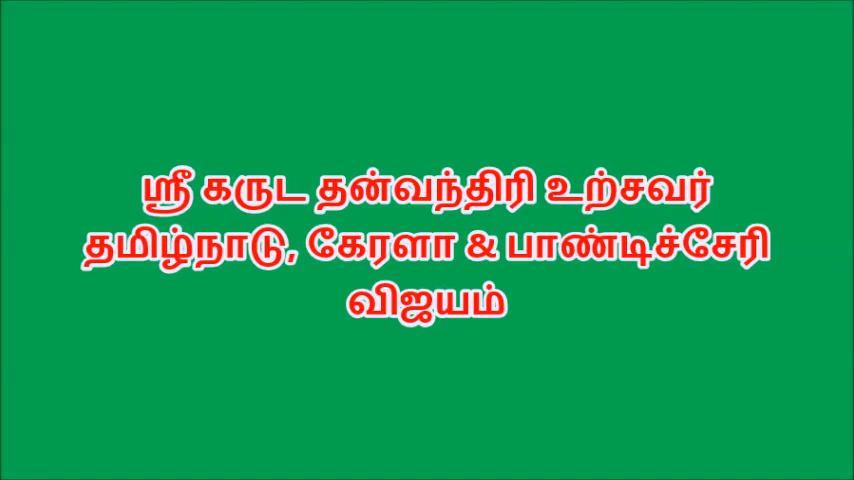 ஸ்ரீ கருட தன்வந்திரி உற்சவர்
தமிழ்நாடு, கேரளா & பாண்டிச்சேரி
விஜயம்